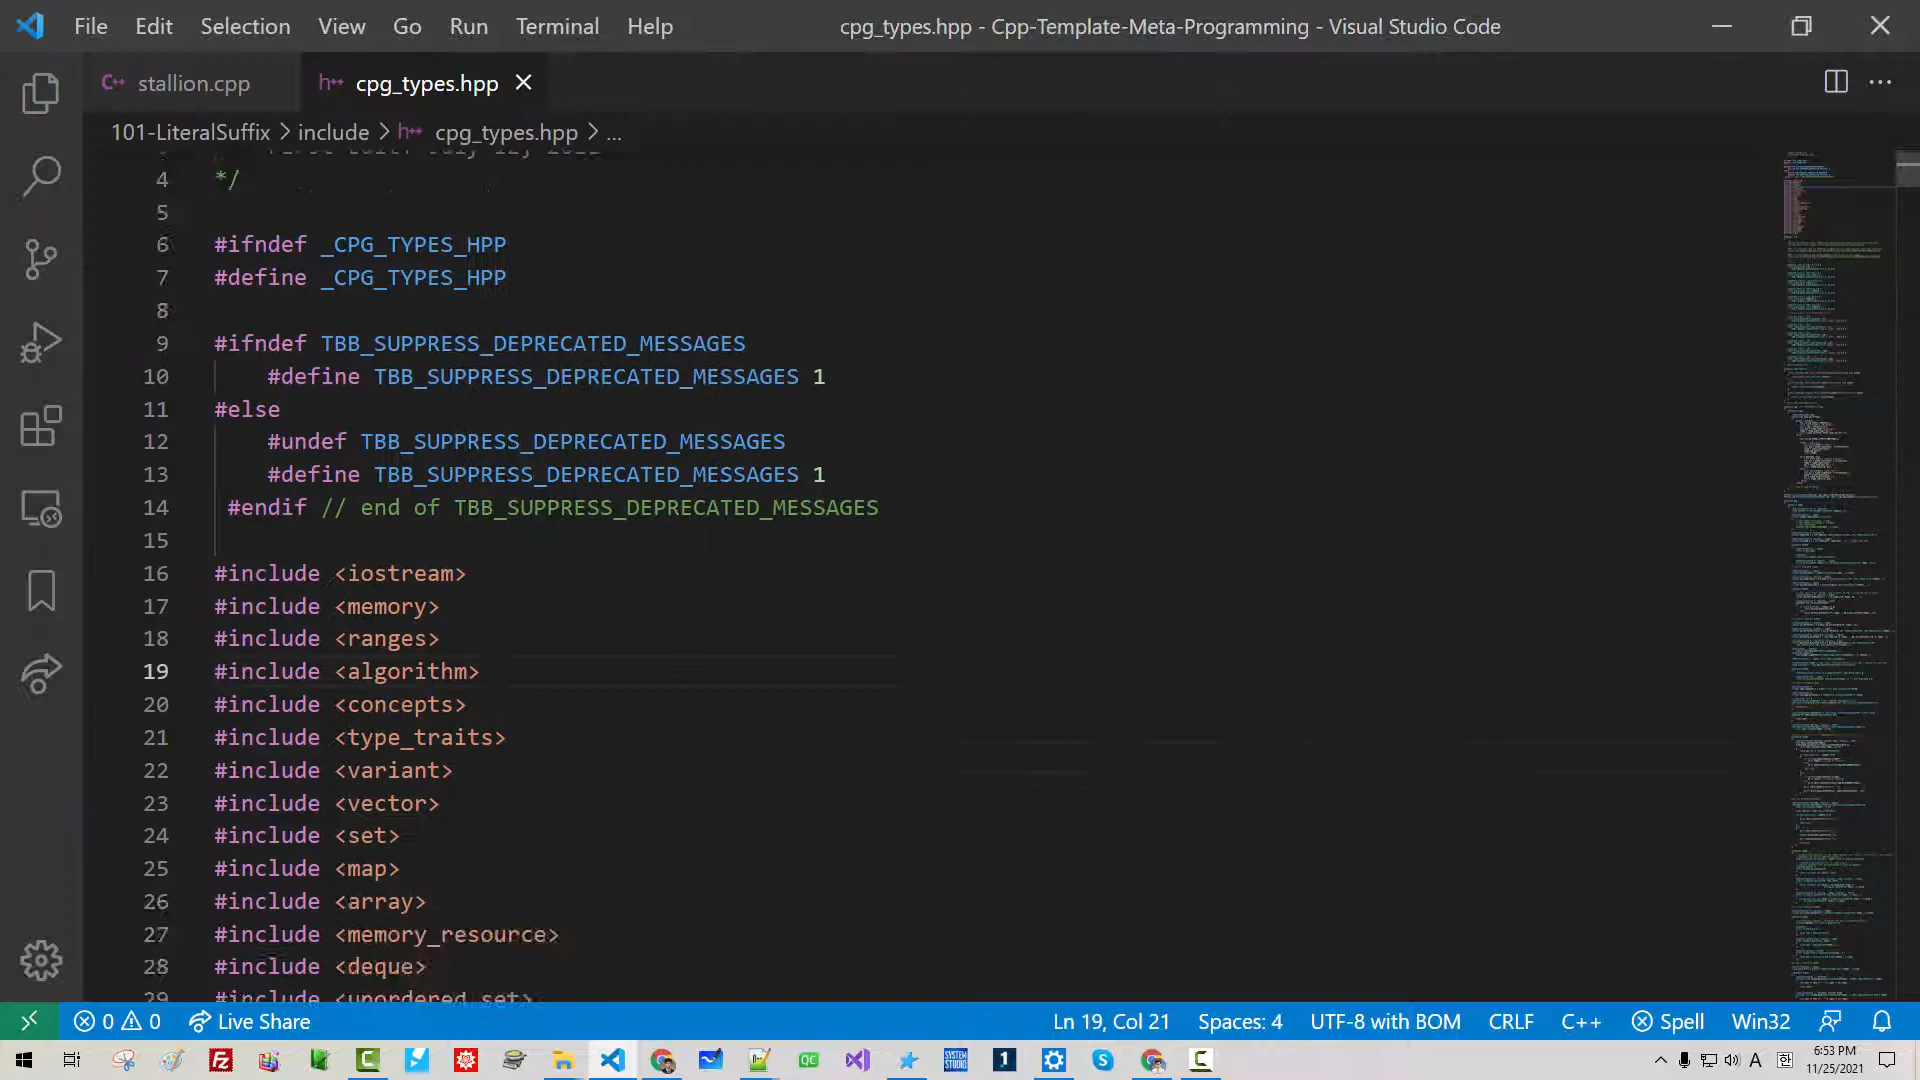 File Edit Selection View Go Run Terminal Help cpg_types.hpp - Cpp-Template-Meta-Programming - Visual Studio Code
stallion.cpp cpg_types.hpp
101-LiteralSuffix > include > cpg_types.hpp > ...
4 */
5
6 #ifndef _CPG_TYPES_HPP
7 #define _CPG_TYPES_HPP
8
9 #ifndef TBB_SUPPRESS_DEPRECATED_MESSAGES
10 #define TBB_SUPPRESS_DEPRECATED_MESSAGES 1
11 #else
12 #undef TBB_SUPPRESS_DEPRECATED_MESSAGES
13 #define TBB_SUPPRESS_DEPRECATED_MESSAGES 1
14 #endif // end of TBB_SUPPRESS_DEPRECATED_MESSAGES
15
16 #include <iostream>
17 #include <memory>
18 #include <ranges>
19 #include <algorithm>
20 #include <concepts>
21 #include <type_traits>
22 #include <variant>
23 #include <vector>
24 #include <set>
25 #include <map>
26 #include <array>
27 #include <memory_resource>
28 #include <deque>
29 #include <unordered_set>
0 0 Live Share Ln 19, Col 21 Spaces: 4 UTF-8 with BOM CRLF C++ Spell Win32
6:53 PM
11/25/2021